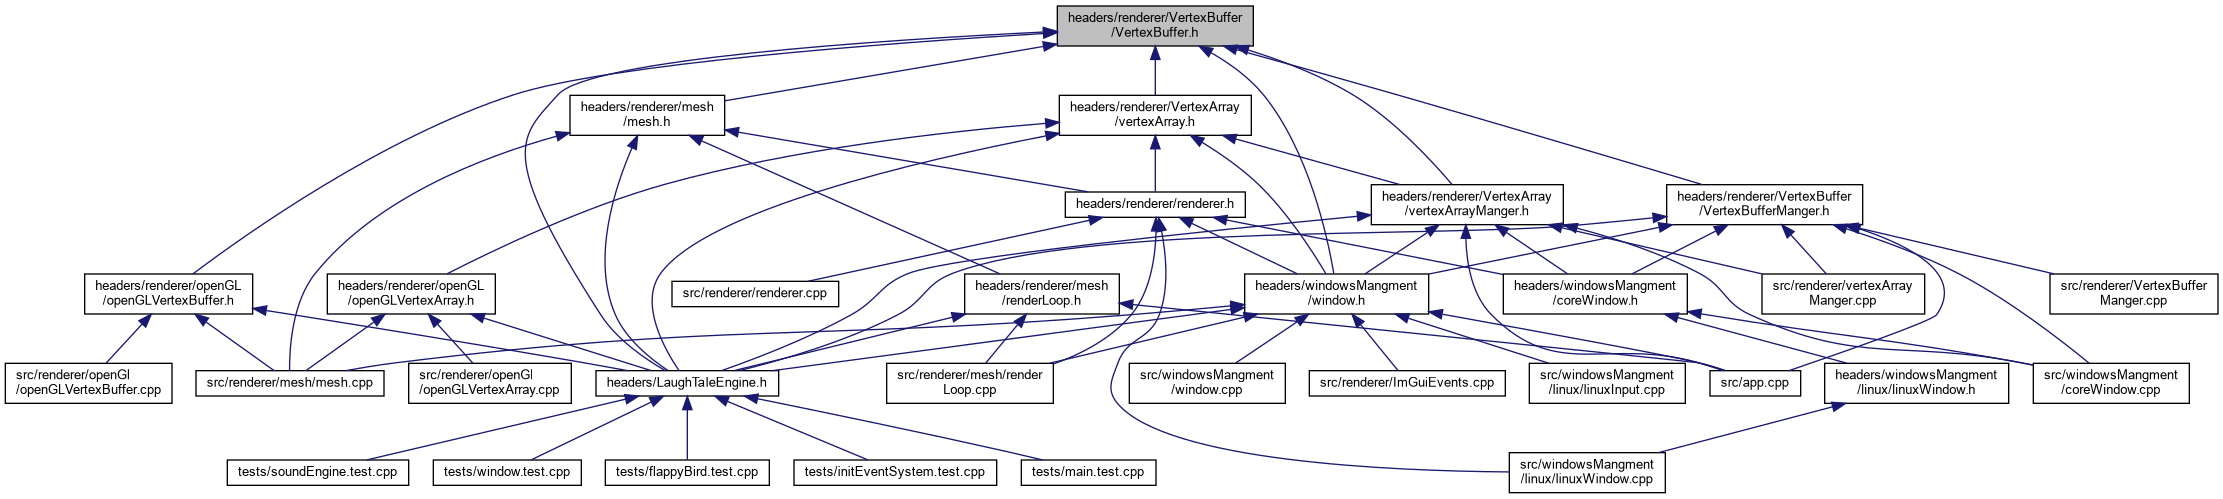 headers/renderer/VertexBuffer
/VertexBuffer.h
headers/renderer/mesh
/mesh.h
headers/renderer/VertexArray
/vertexArray.h
headers/renderer/renderer.h
headers/renderer/VertexArray
/vertexArrayManger.h
headers/renderer/VertexBuffer
/VertexBufferManger.h
headers/renderer/openGL
/openGLVertexBuffer.h
headers/renderer/openGL
/openGLVertexArray.h
src/renderer/renderer.cpp
headers/renderer/mesh
/renderLoop.h
headers/windowsMangment
/window.h
headers/windowsMangment
/coreWindow.h
src/renderer/vertexArray
Manger.cpp
src/renderer/VertexBuffer
Manger.cpp
src/renderer/openGl
/openGLVertexBuffer.cpp
src/renderer/mesh/mesh.cpp
src/renderer/openGl
/openGLVertexArray.cpp
headers/LaughTaleEngine.h
src/renderer/mesh/render
Loop.cpp
src/windowsMangment
/window.cpp
src/renderer/ImGuiEvents.cpp
src/windowsMangment
/linux/linuxInput.cpp
src/app.cpp
headers/windowsMangment
/linux/linuxWindow.h
src/windowsMangment
/coreWindow.cpp
tests/soundEngine.test.cpp
tests/window.test.cpp
tests/flappyBird.test.cpp
tests/initEventSystem.test.cpp
tests/main.test.cpp
src/windowsMangment
/linux/linuxWindow.cpp